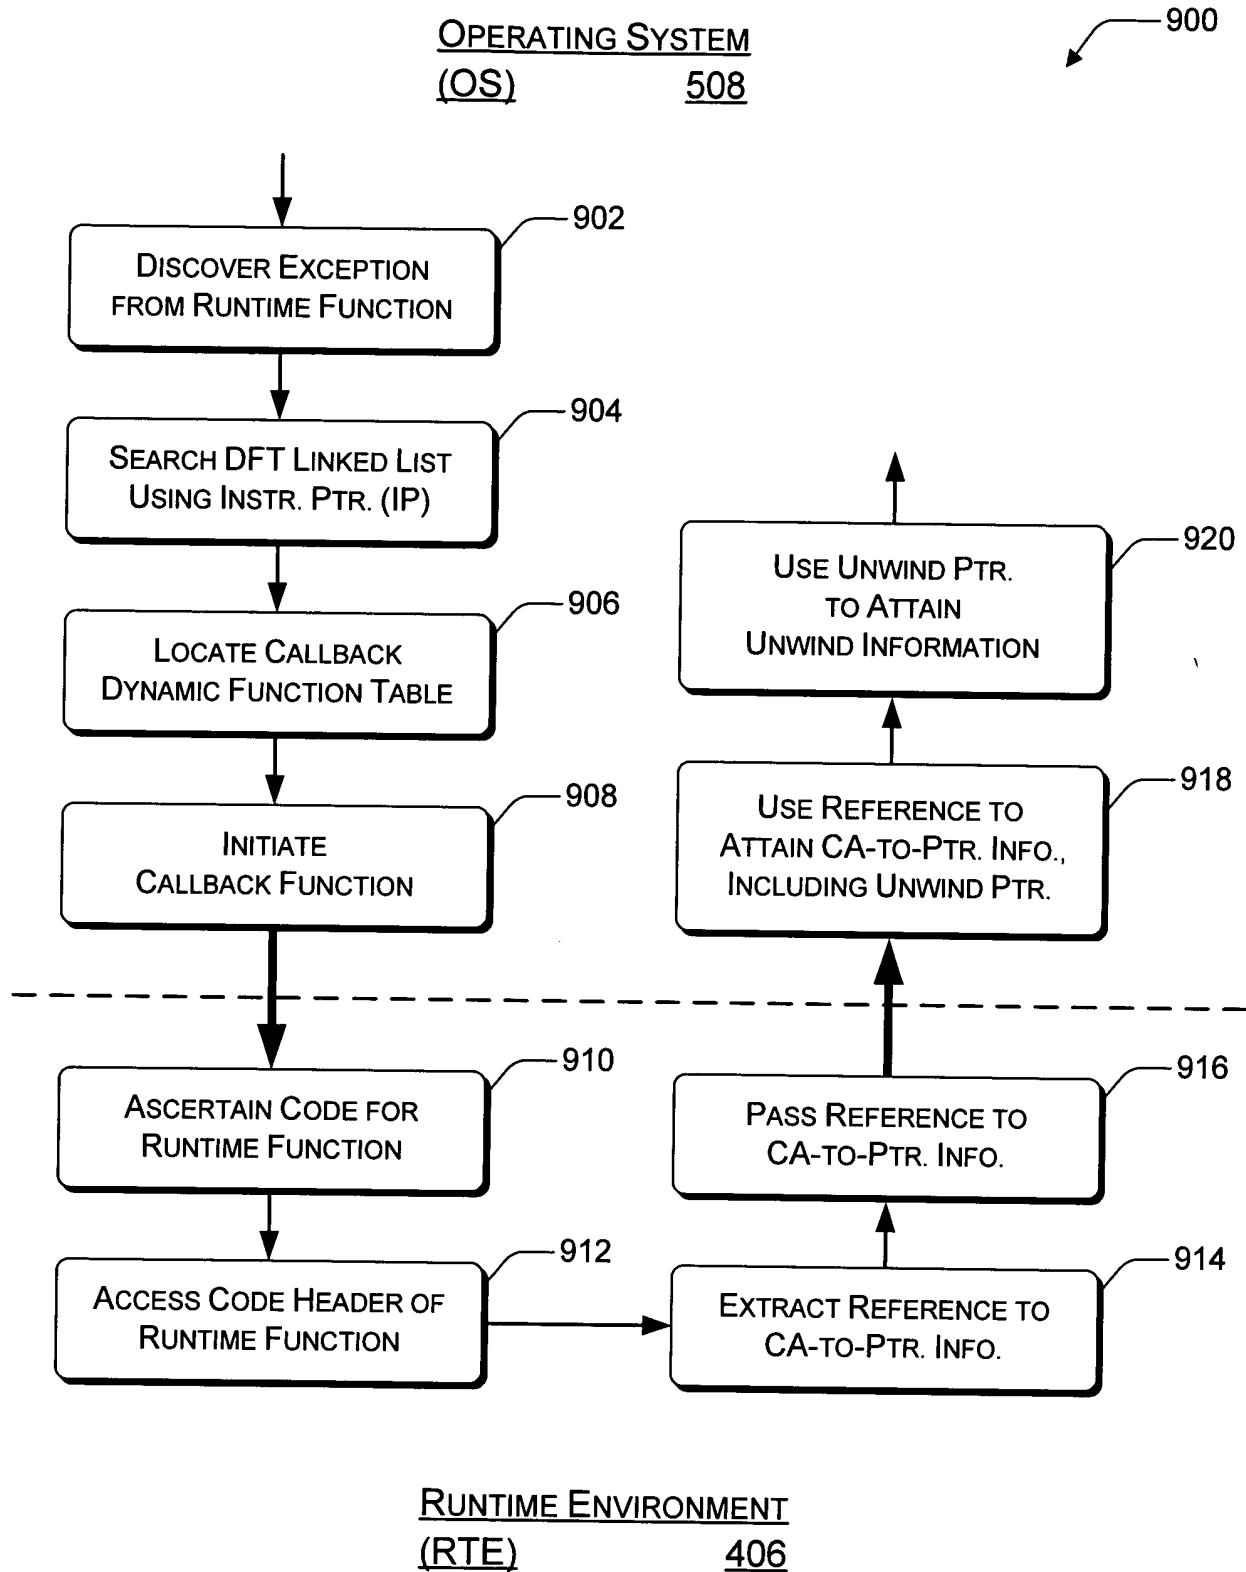 OPERATING SYSTEM
(OS) 508
900
902
DISCOVER EXCEPTION
FROM RUNTIME FUNCTION
904
SEARCH DFT LINKED LIST
USING INSTR. PTR. (IP)
906
LOCATE CALLBACK
DYNAMIC FUNCTION TABLE
908
INITIATE
CALLBACK FUNCTION
910
ASCERTAIN CODE FOR
RUNTIME FUNCTION
912
ACCESS CODE HEADER OF
RUNTIME FUNCTION
914
EXTRACT REFERENCE TO
CA-TO-PTR. INFO.
916
PASS REFERENCE TO
CA-TO-PTR. INFO.
918
USE REFERENCE TO
ATTAIN CA-TO-PTR. INFO.,
INCLUDING UNWIND PTR.
920
USE UNWIND PTR.
TO ATTAIN
UNWIND INFORMATION
RUNTIME ENVIRONMENT
(RTE) 406